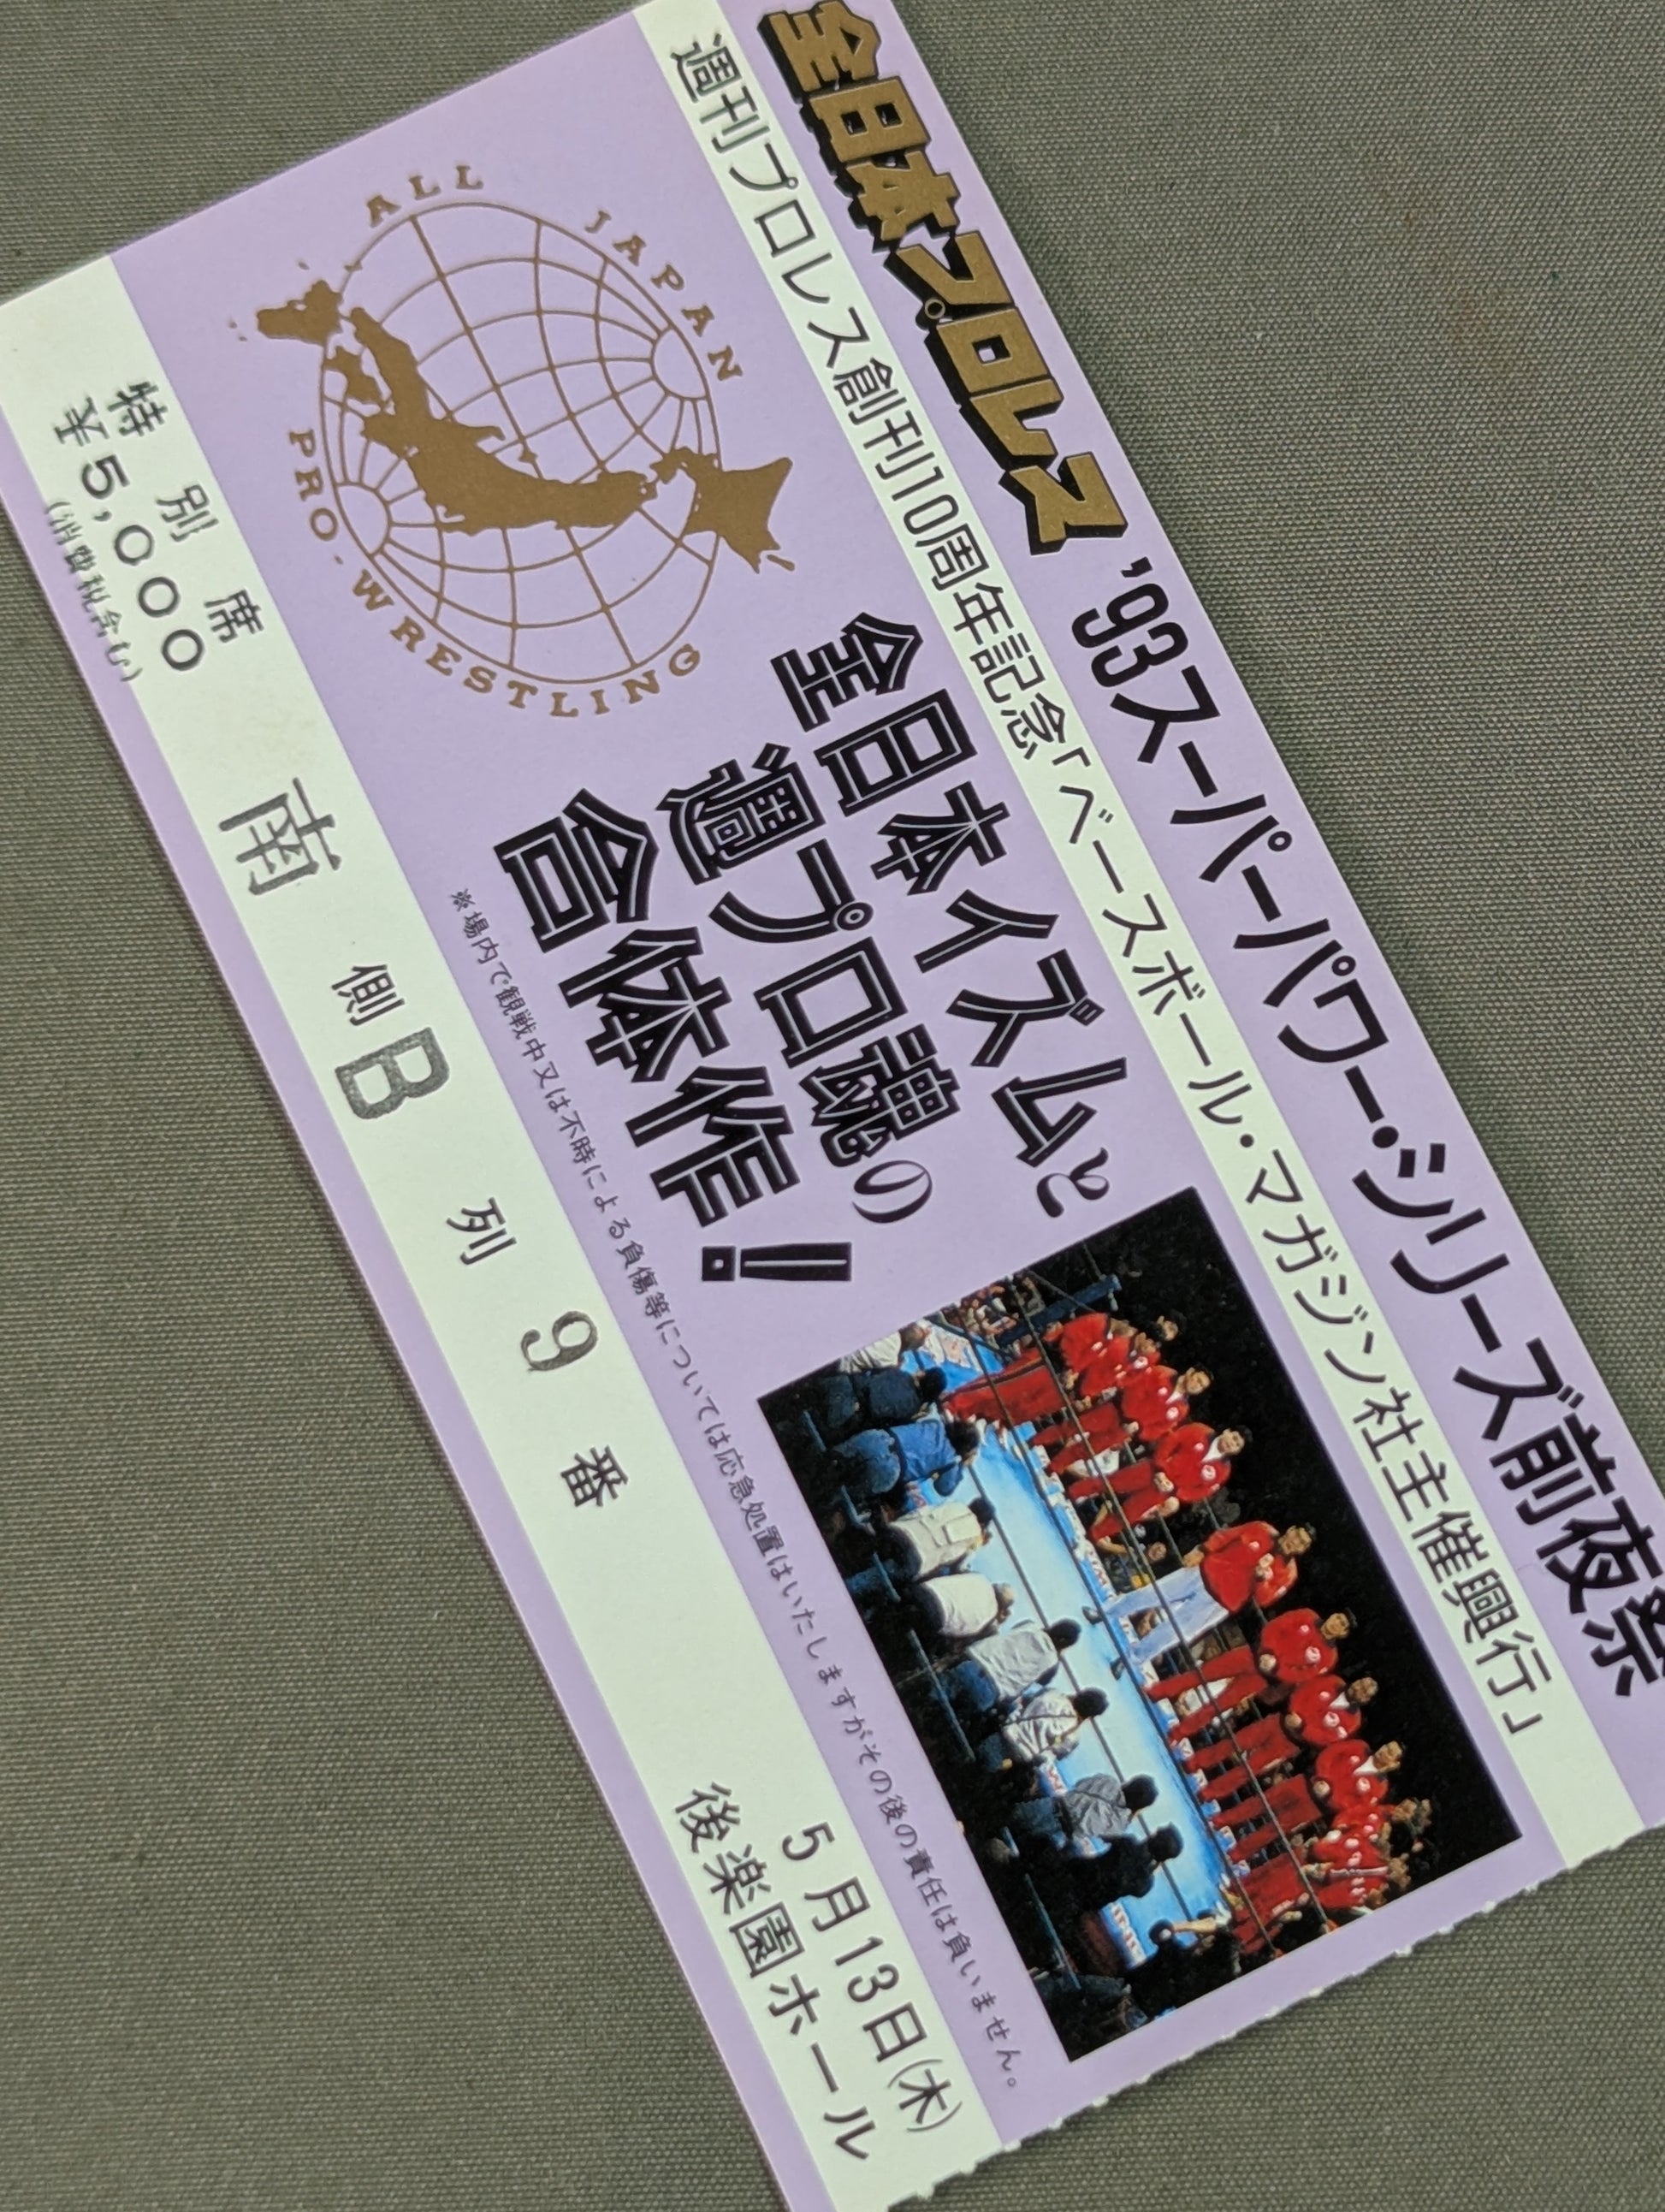 全日本プロレス '93スーパーパワー・シリーズ前夜祭
週刊プロレス創刊10周年記念「ベースボール・マガジン社主催興行」
ALL JAPAN
PRO-WRESTLING
全日本イズムと
週プロ魂の
合体作!
※場内で観戦中又は不時による負傷等については応急処置はいたしますがその後の責任は負いません。
特別席
¥5,000
(消費税含む)
南側B列9番
5月13日(木)
後楽園ホール